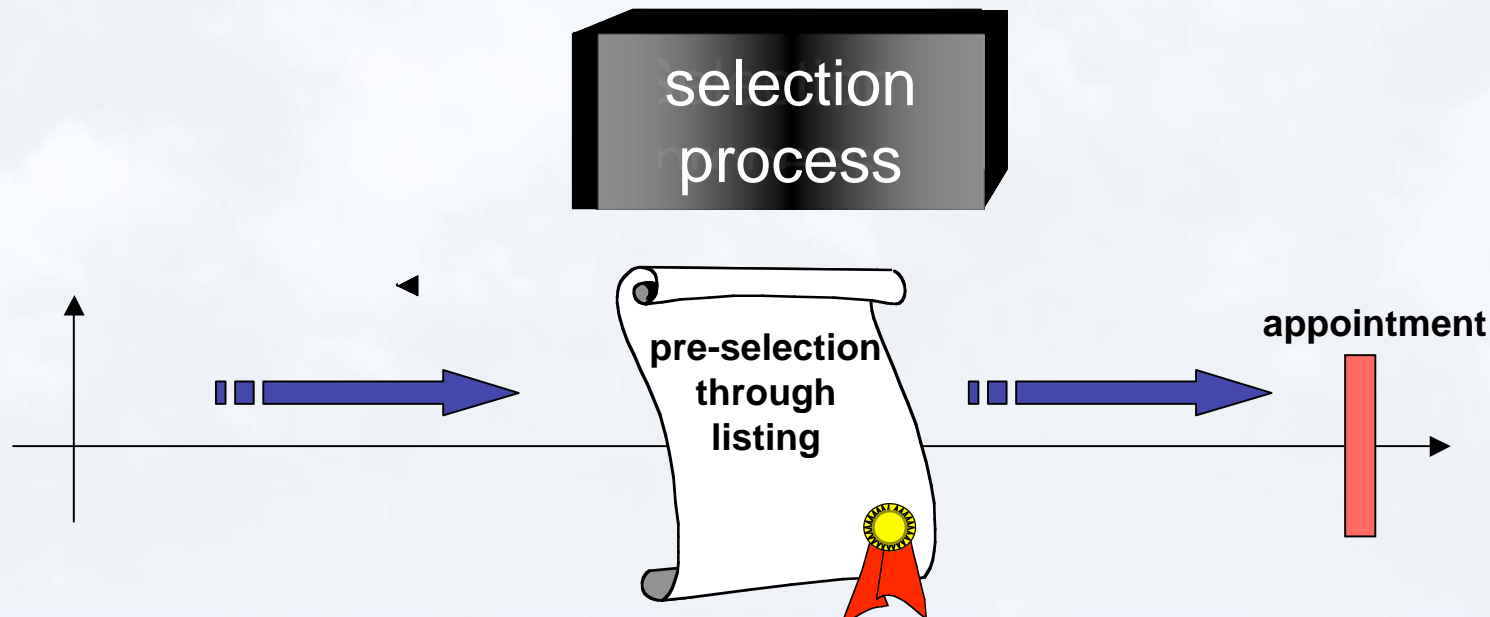 selection
process
appointment
pre-selection
through
listing